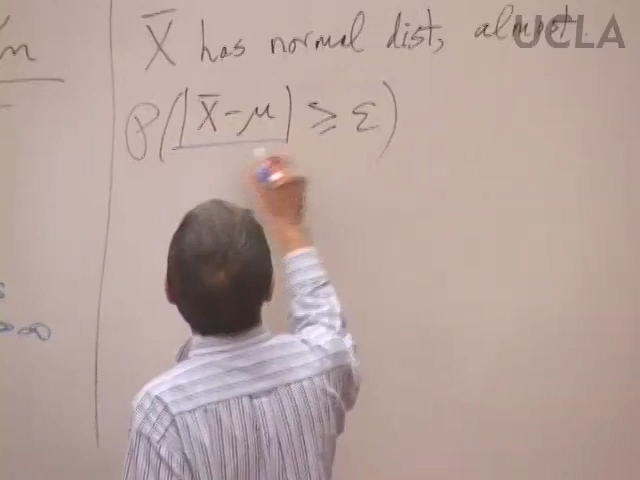 X̄ has normal dist, almost.
UCLA
P(|X̄-μ| ≥ ε)
m
∞